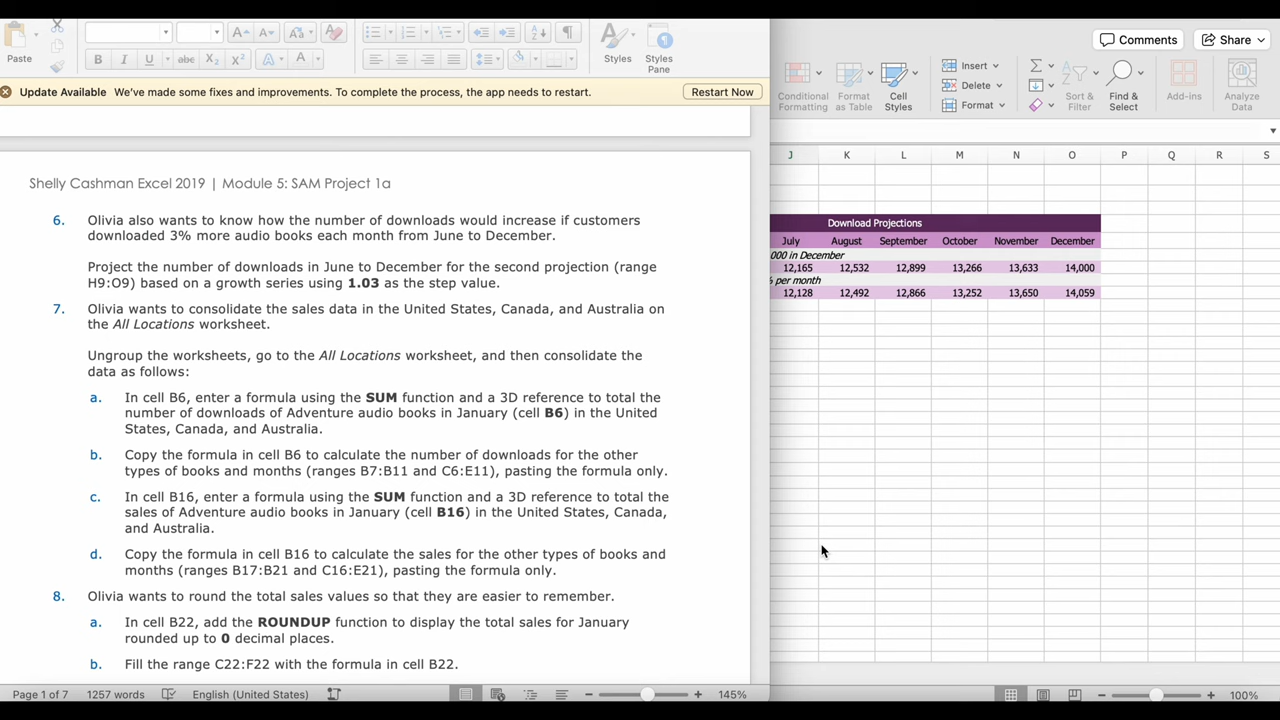 Comments
Share
Paste
B I U abc X₂ X² A A
Styles
Styles
Pane
Conditional
Formatting
Format
as Table
Cell
Styles
Insert
Delete
Format
Sort &
Filter
Find &
Select
Add-ins
Analyze
Data
Update Available We've made some fixes and improvements. To complete the process, the app needs to restart. Restart Now
Shelly Cashman Excel 2019 | Module 5: SAM Project 1a
6. Olivia also wants to know how the number of downloads would increase if customers
downloaded 3% more audio books each month from June to December.
Project the number of downloads in June to December for the second projection (range
H9:O9) based on a growth series using 1.03 as the step value.
7. Olivia wants to consolidate the sales data in the United States, Canada, and Australia on
the All Locations worksheet.
Ungroup the worksheets, go to the All Locations worksheet, and then consolidate the
data as follows:
a. In cell B6, enter a formula using the SUM function and a 3D reference to total the
number of downloads of Adventure audio books in January (cell B6) in the United
States, Canada, and Australia.
b. Copy the formula in cell B6 to calculate the number of downloads for the other
types of books and months (ranges B7:B11 and C6:E11), pasting the formula only.
c. In cell B16, enter a formula using the SUM function and a 3D reference to total the
sales of Adventure audio books in January (cell B16) in the United States, Canada,
and Australia.
d. Copy the formula in cell B16 to calculate the sales for the other types of books and
months (ranges B17:B21 and C16:E21), pasting the formula only.
8. Olivia wants to round the total sales values so that they are easier to remember.
a. In cell B22, add the ROUNDUP function to display the total sales for January
rounded up to 0 decimal places.
b. Fill the range C22:F22 with the formula in cell B22.
Page 1 of 7 1257 words English (United States) 145%
J K L M N O P Q R S
Download Projections
July August September October November December
000 in December
12,165 12,532 12,899 13,266 13,633 14,000
% per month
12,128 12,492 12,866 13,252 13,650 14,059
100%